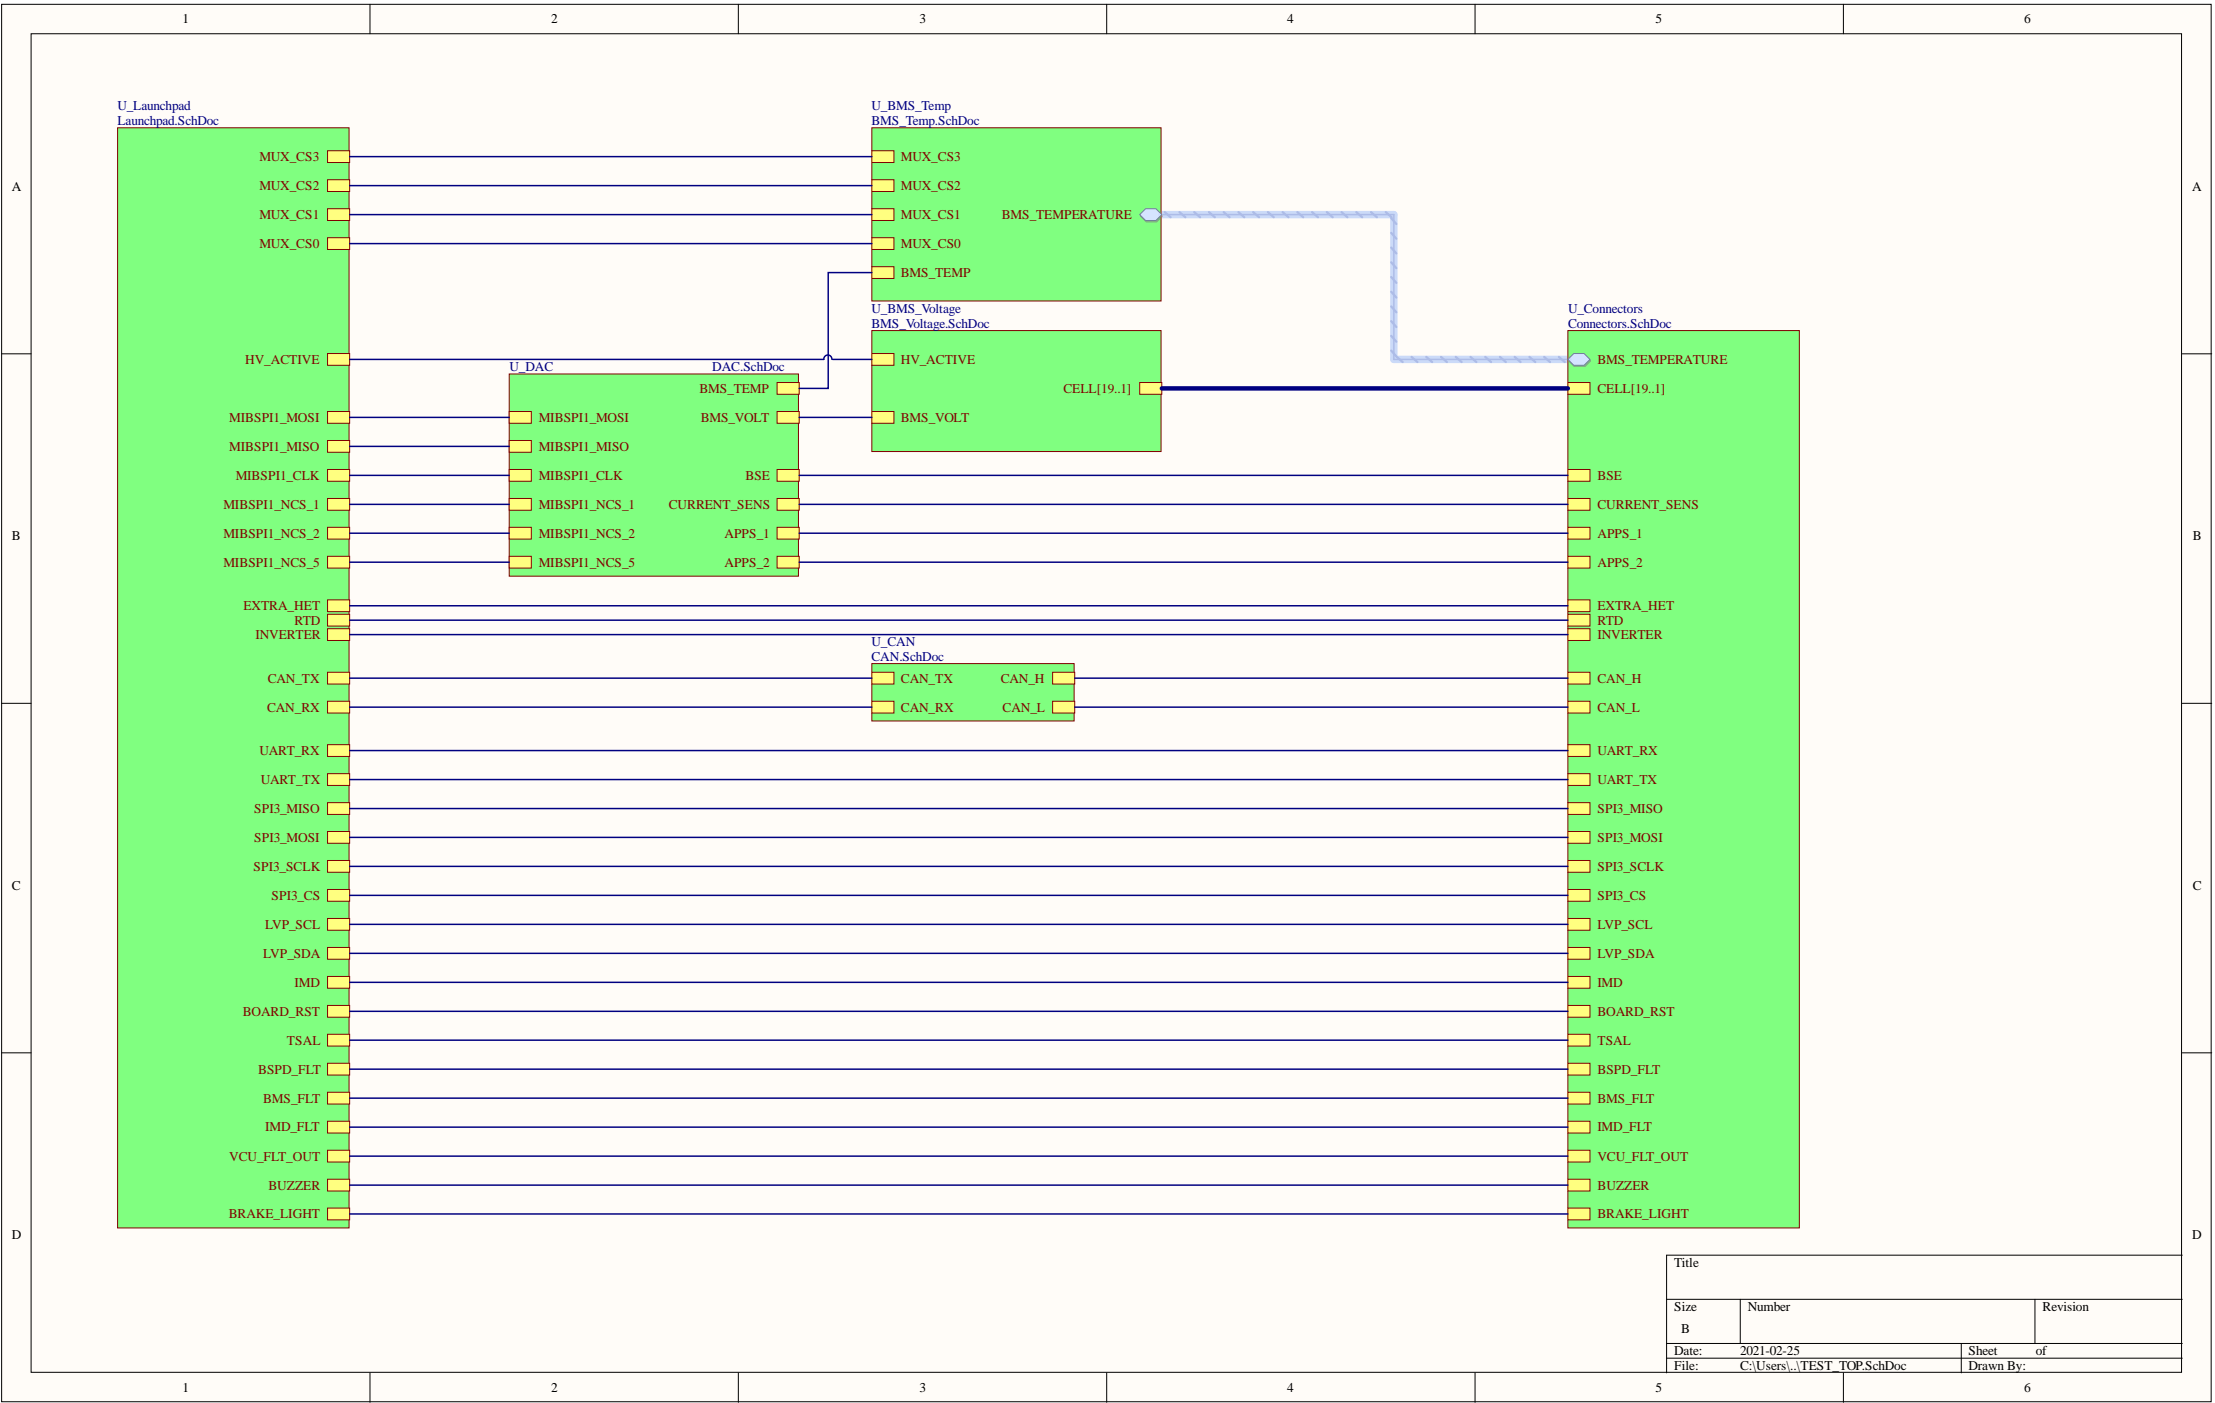 1 2 3 4 5 6
A A
B B
C C
D D
U_Launchpad
Launchpad.SchDoc
MUX_CS3
MUX_CS2
MUX_CS1
MUX_CS0
HV_ACTIVE
MIBSPI1_MOSI
MIBSPI1_MISO
MIBSPI1_CLK
MIBSPI1_NCS_1
MIBSPI1_NCS_2
MIBSPI1_NCS_5
EXTRA_HET
RTD
INVERTER
CAN_TX
CAN_RX
UART_RX
UART_TX
SPI3_MISO
SPI3_MOSI
SPI3_SCLK
SPI3_CS
LVP_SCL
LVP_SDA
IMD
BOARD_RST
TSAL
BSPD_FLT
BMS_FLT
IMD_FLT
VCU_FLT_OUT
BUZZER
BRAKE_LIGHT
U_DAC DAC.SchDoc
BMS_TEMP
MIBSPI1_MOSI BMS_VOLT
MIBSPI1_MISO
MIBSPI1_CLK BSE
MIBSPI1_NCS_1 CURRENT_SENS
MIBSPI1_NCS_2 APPS_1
MIBSPI1_NCS_5 APPS_2
U_BMS_Temp
BMS_Temp.SchDoc
MUX_CS3
MUX_CS2
MUX_CS1 BMS_TEMPERATURE
MUX_CS0
BMS_TEMP
U_BMS_Voltage
BMS_Voltage.SchDoc
HV_ACTIVE
CELL[19..1]
BMS_VOLT
U_CAN
CAN.SchDoc
CAN_TX CAN_H
CAN_RX CAN_L
U_Connectors
Connectors.SchDoc
BMS_TEMPERATURE
CELL[19..1]
BSE
CURRENT_SENS
APPS_1
APPS_2
EXTRA_HET
RTD
INVERTER
CAN_H
CAN_L
UART_RX
UART_TX
SPI3_MISO
SPI3_MOSI
SPI3_SCLK
SPI3_CS
LVP_SCL
LVP_SDA
IMD
BOARD_RST
TSAL
BSPD_FLT
BMS_FLT
IMD_FLT
VCU_FLT_OUT
BUZZER
BRAKE_LIGHT
Title
Size Number Revision
B
Date: 2021-02-25 Sheet of
File: C:\Users\..\TEST_TOP.SchDoc Drawn By:
1 2 3 4 5 6